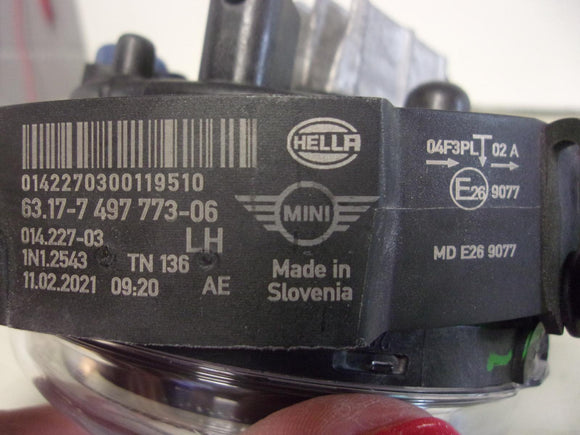 0142270300119510
63.17-7 497 773-06
014.227-03 LH
1N1.2543 TN 136
11.02.2021 09:20 AE
HELLA
MINI
Made in
Slovenia
04F3PL T 02 A
E26 9077
MD E26 9077